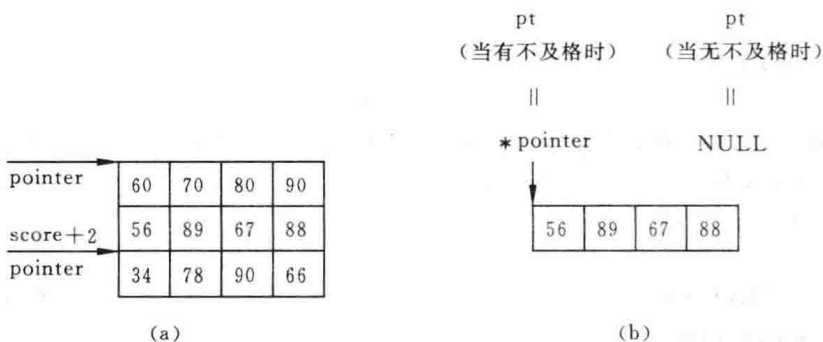 pt pt
（当有不及格时） （当无不及格时）
|| ||
* pointer NULL
pointer
60 70 80 90
score+2
56 89 67 88
pointer
34 78 90 66
56 89 67 88
(a) (b)